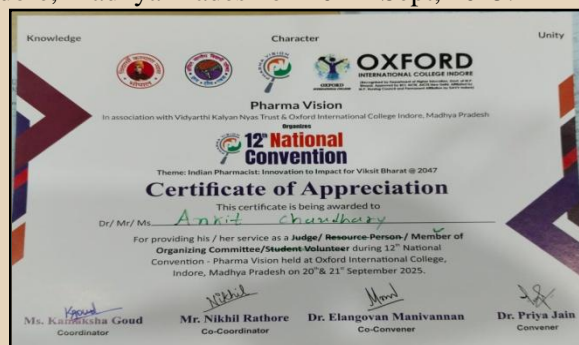 Knowledge Character Unity
PHARMA VISION
OXFORD
OXFORD
INTERNATIONAL COLLEGE INDORE
Pharma Vision
In association with Vidyarthi Kalyan Nyas Trust & Oxford International College Indore, Madhya Pradesh
Organizes
12th National
Convention
Theme: Indian Pharmacist: Innovation to Impact for Viksit Bharat @ 2047
Certificate of Appreciation
This certificate is being awarded to
Dr/ Mr/ Ms Ankit Chaudhary
For providing his / her service as a Judge/ Resource Person / Member of
Organizing Committee/Student Volunteer during 12th National
Convention - Pharma Vision held at Oxford International College,
Indore, Madhya Pradesh on 20th & 21st September 2025.
Nikhil
Ms. Kamaksha Goud Mr. Nikhil Rathore Dr. Elangovan Manivannan Dr. Priya Jain
Coordinator Co-Coordinator Co-Convener Convener